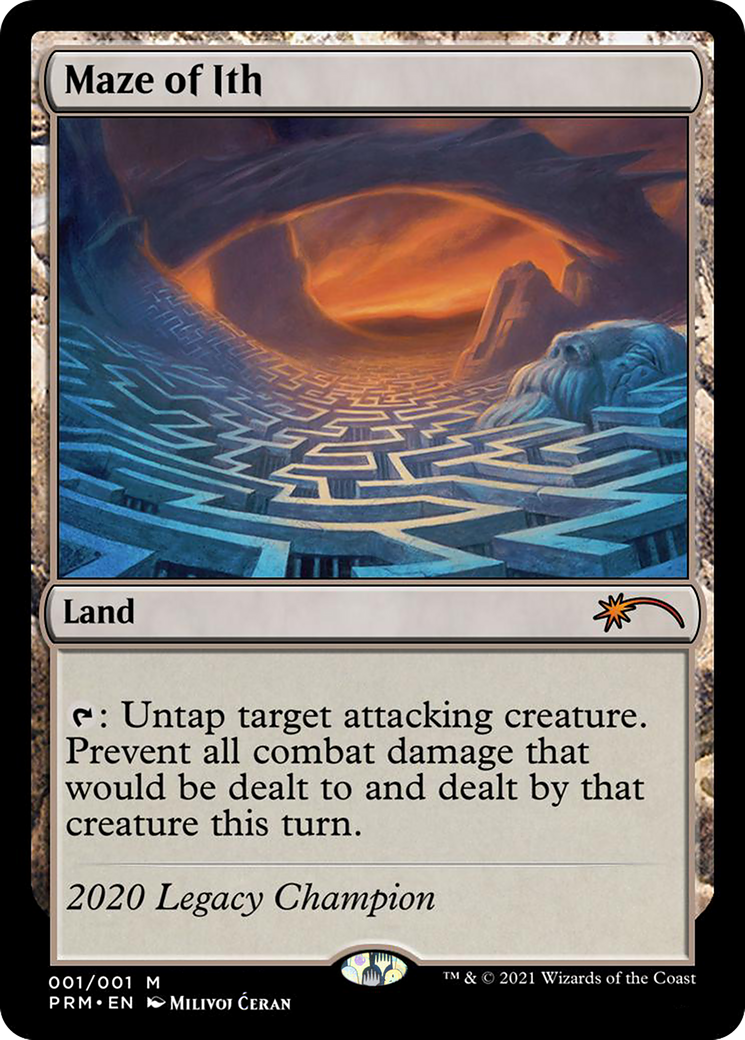 Maze of Ith
Land
: Untap target attacking creature.
Prevent all combat damage that
would be dealt to and dealt by that
creature this turn.
2020 Legacy Champion
001/001 M
™ & © 2021 Wizards of the Coast
PRM•EN MILIVOJ ĆERAN